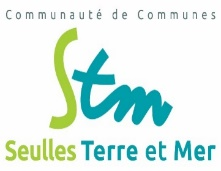 Communauté de Communes
Stm
Seulles Terre et Mer